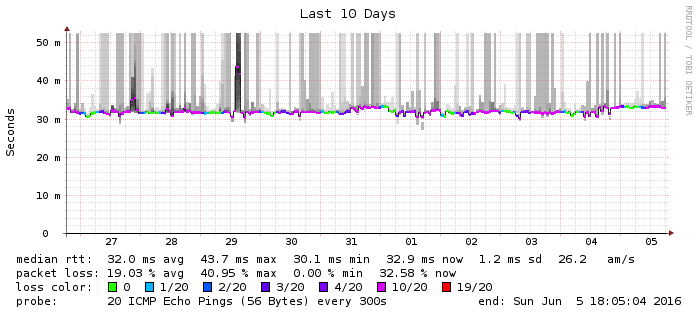 Last 10 Days
RRDTOOL / TOBI OETIKER
Seconds
50 m
40 m
30 m
20 m
10 m
0
27 28 29 30 31 01 02 03 04 05
median rtt: 32.0 ms avg 43.7 ms max 30.1 ms min 32.9 ms now 1.2 ms sd 26.2 am/s
packet loss: 19.03 % avg 40.95 % max 0.00 % min 32.58 % now
loss color: 0 1/20 2/20 3/20 4/20 10/20 19/20
probe: 20 ICMP Echo Pings (56 Bytes) every 300s end: Sun Jun 5 18:05:04 2016